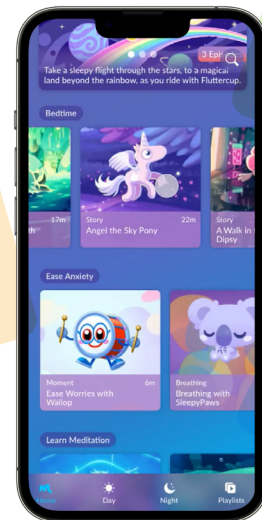 3 Epi
Take a sleepy flight through the stars, to a magical
land beyond the rainbow, as you ride with Fluttercup.
Bedtime
17m
th
Story 22m
Angel the Sky Pony
Story
A Walk in
Dipsy
Ease Anxiety
Moment 6m
Ease Worries with
Wallop
Breathing
Breathing with
SleepyPaws
Learn Meditation
Home
Day
Night
Playlists